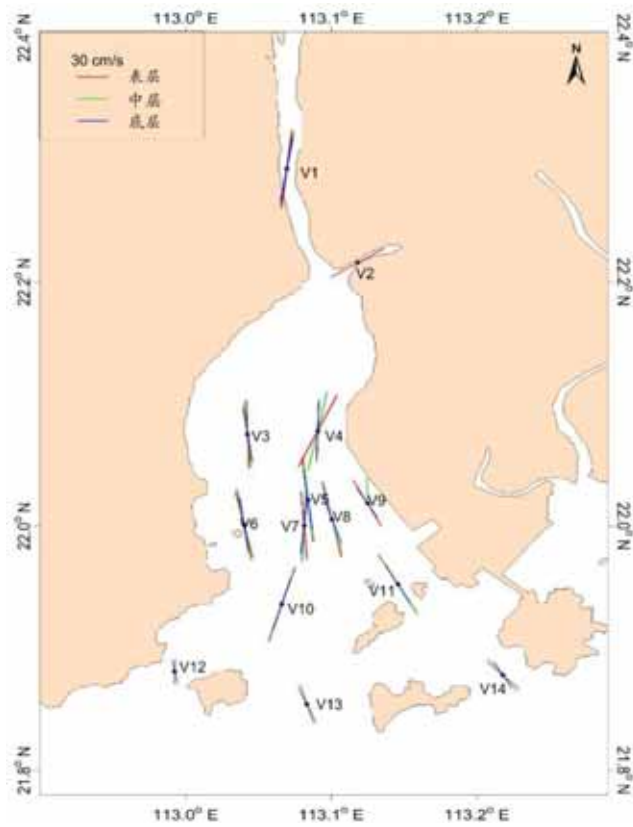 113.0° E 113.1° E 113.2° E
22.4° N 22.4° N
30 cm/s
表层
中层
底层
N
V1
V2
22.2° N 22.2° N
V3 V4
V5
V9
V6 V7 V8
22.0° N 22.0° N
V11
V10
V12
V14
V13
21.8° N 21.8° N
113.0° E 113.1° E 113.2° E